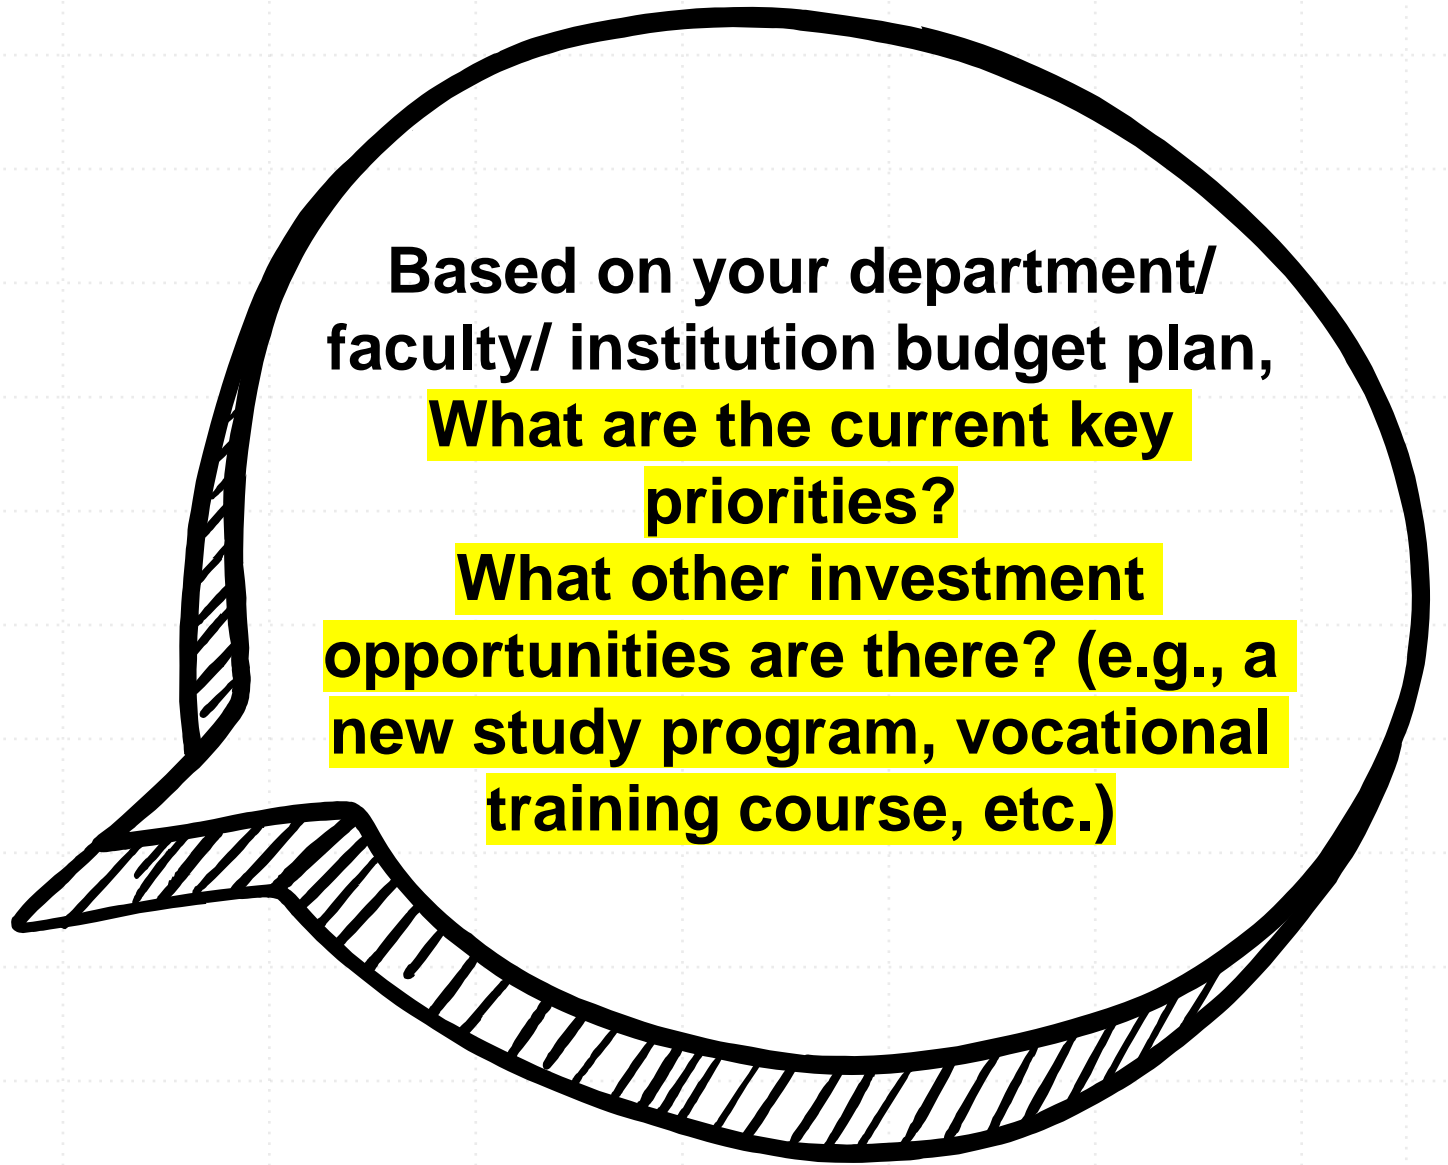 Based on your department/
faculty/ institution budget plan,
What are the current key
priorities?
What other investment
opportunities are there? (e.g., a
new study program, vocational
training course, etc.)